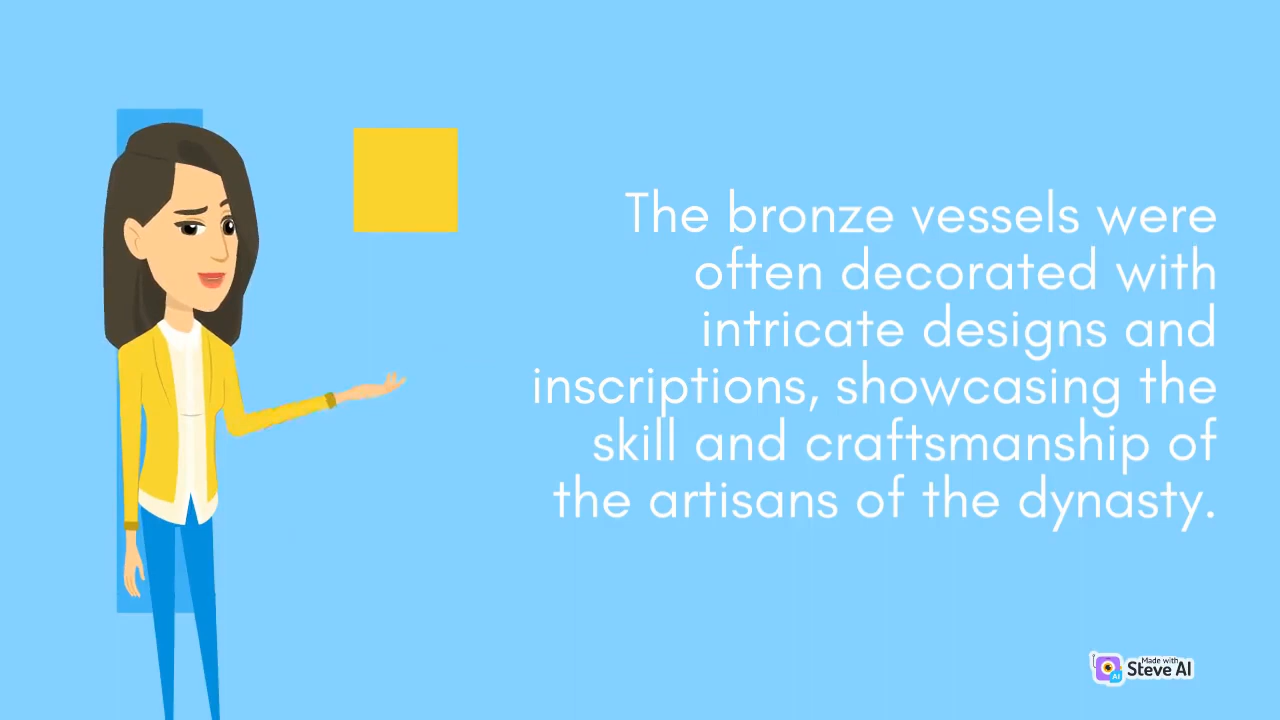 The bronze vessels were
often decorated with
intricate designs and
inscriptions, showcasing the
skill and craftsmanship of
the artisans of the dynasty.
Made with
Steve AI
AI